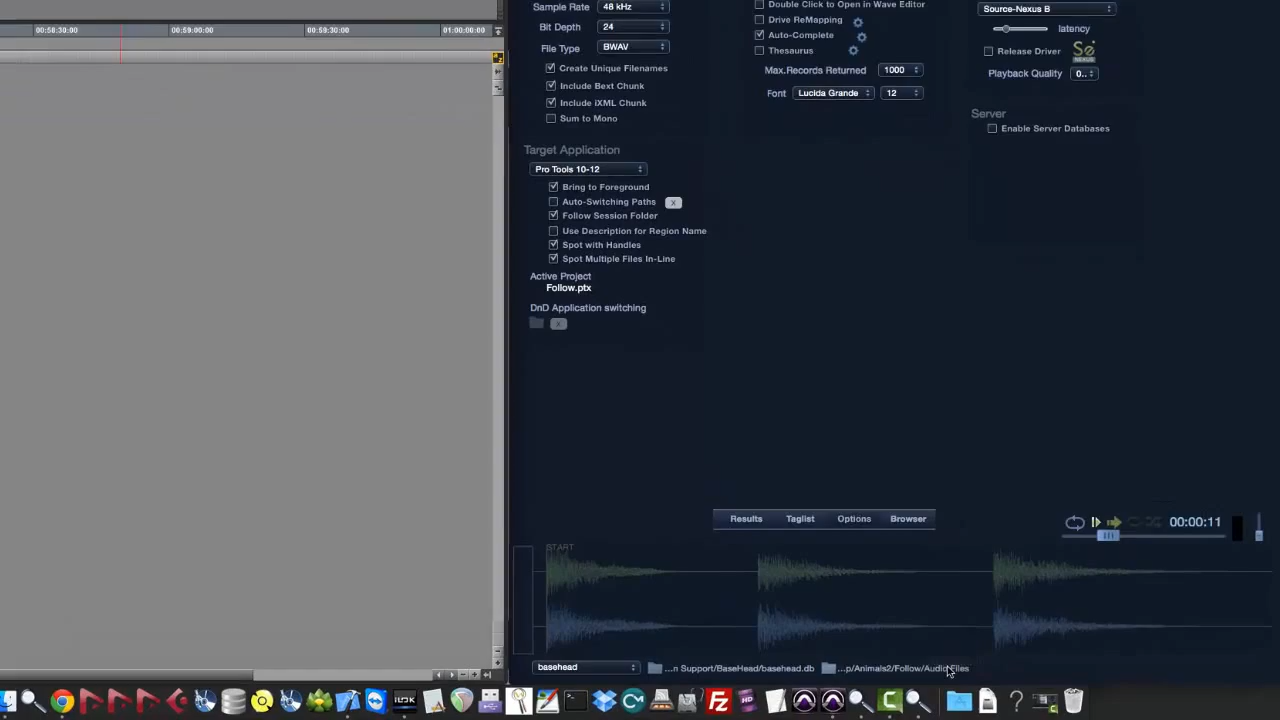 00:58:30:00 00:59:00:00 00:59:30:00 01:00:00:00
Sample Rate 48 kHz
Bit Depth 24
File Type BWAV
Create Unique Filenames
Include Bext Chunk
Include iXML Chunk
Sum to Mono
Double Click to Open in Wave Editor
Drive ReMapping
Auto-Complete
Thesaurus
Max.Records Returned 1000
Font Lucida Grande 12
Source-Nexus B
latency
Release Driver
Se
NEXUS
Playback Quality 0..
Server
Enable Server Databases
Target Application
Pro Tools 10-12
Bring to Foreground
Auto-Switching Paths x
Follow Session Folder
Use Description for Region Name
Spot with Handles
Spot Multiple Files In-Line
Active Project
Follow.ptx
DnD Application switching
x
Results Taglist Options Browser
00:00:11
START
basehead ...n Support/BaseHead/basehead.db ...p/Animals2/Follow/Audio Files